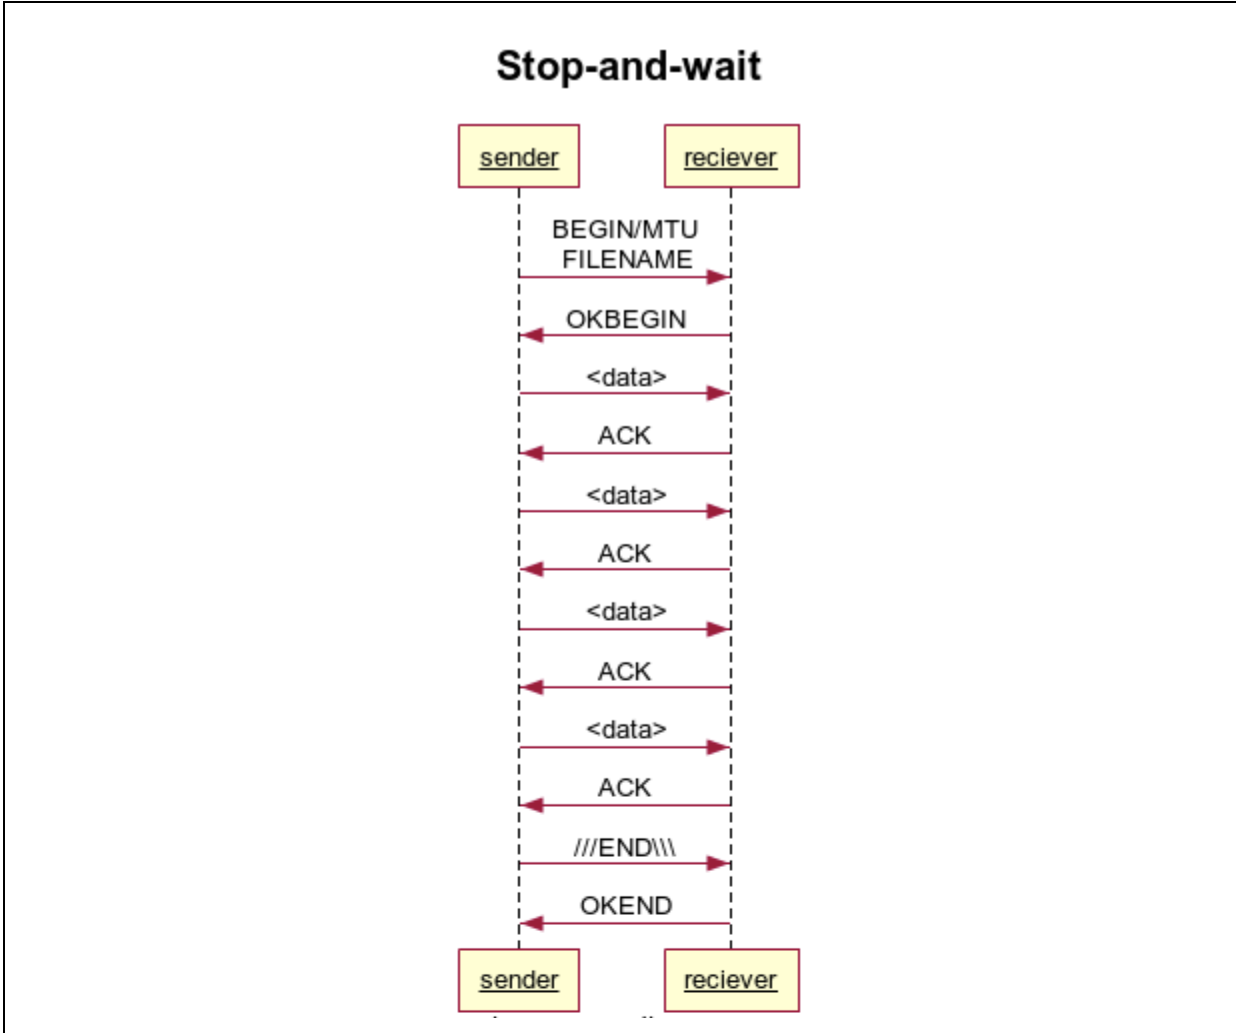 Stop-and-wait
sender reciever
BEGIN/MTU
FILENAME
OKBEGIN
<data>
ACK
<data>
ACK
<data>
ACK
<data>
ACK
///END\\\
OKEND
sender reciever